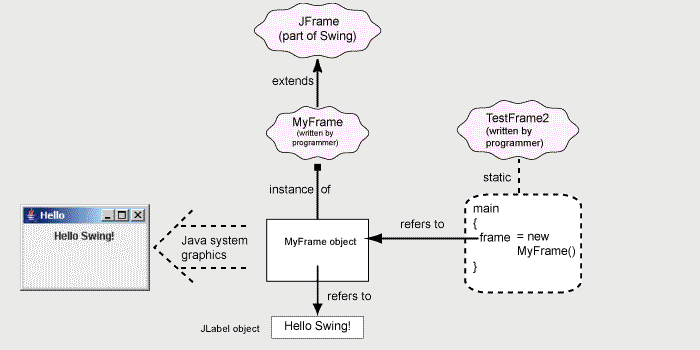 JFrame
(part of Swing)
extends
MyFrame
(written by
programmer)
TestFrame2
(written by
programmer)
static
instance of
main
{
frame = new
MyFrame()
}
refers to
MyFrame object
Hello
Hello Swing!
Java system
graphics
refers to
JLabel object
Hello Swing!